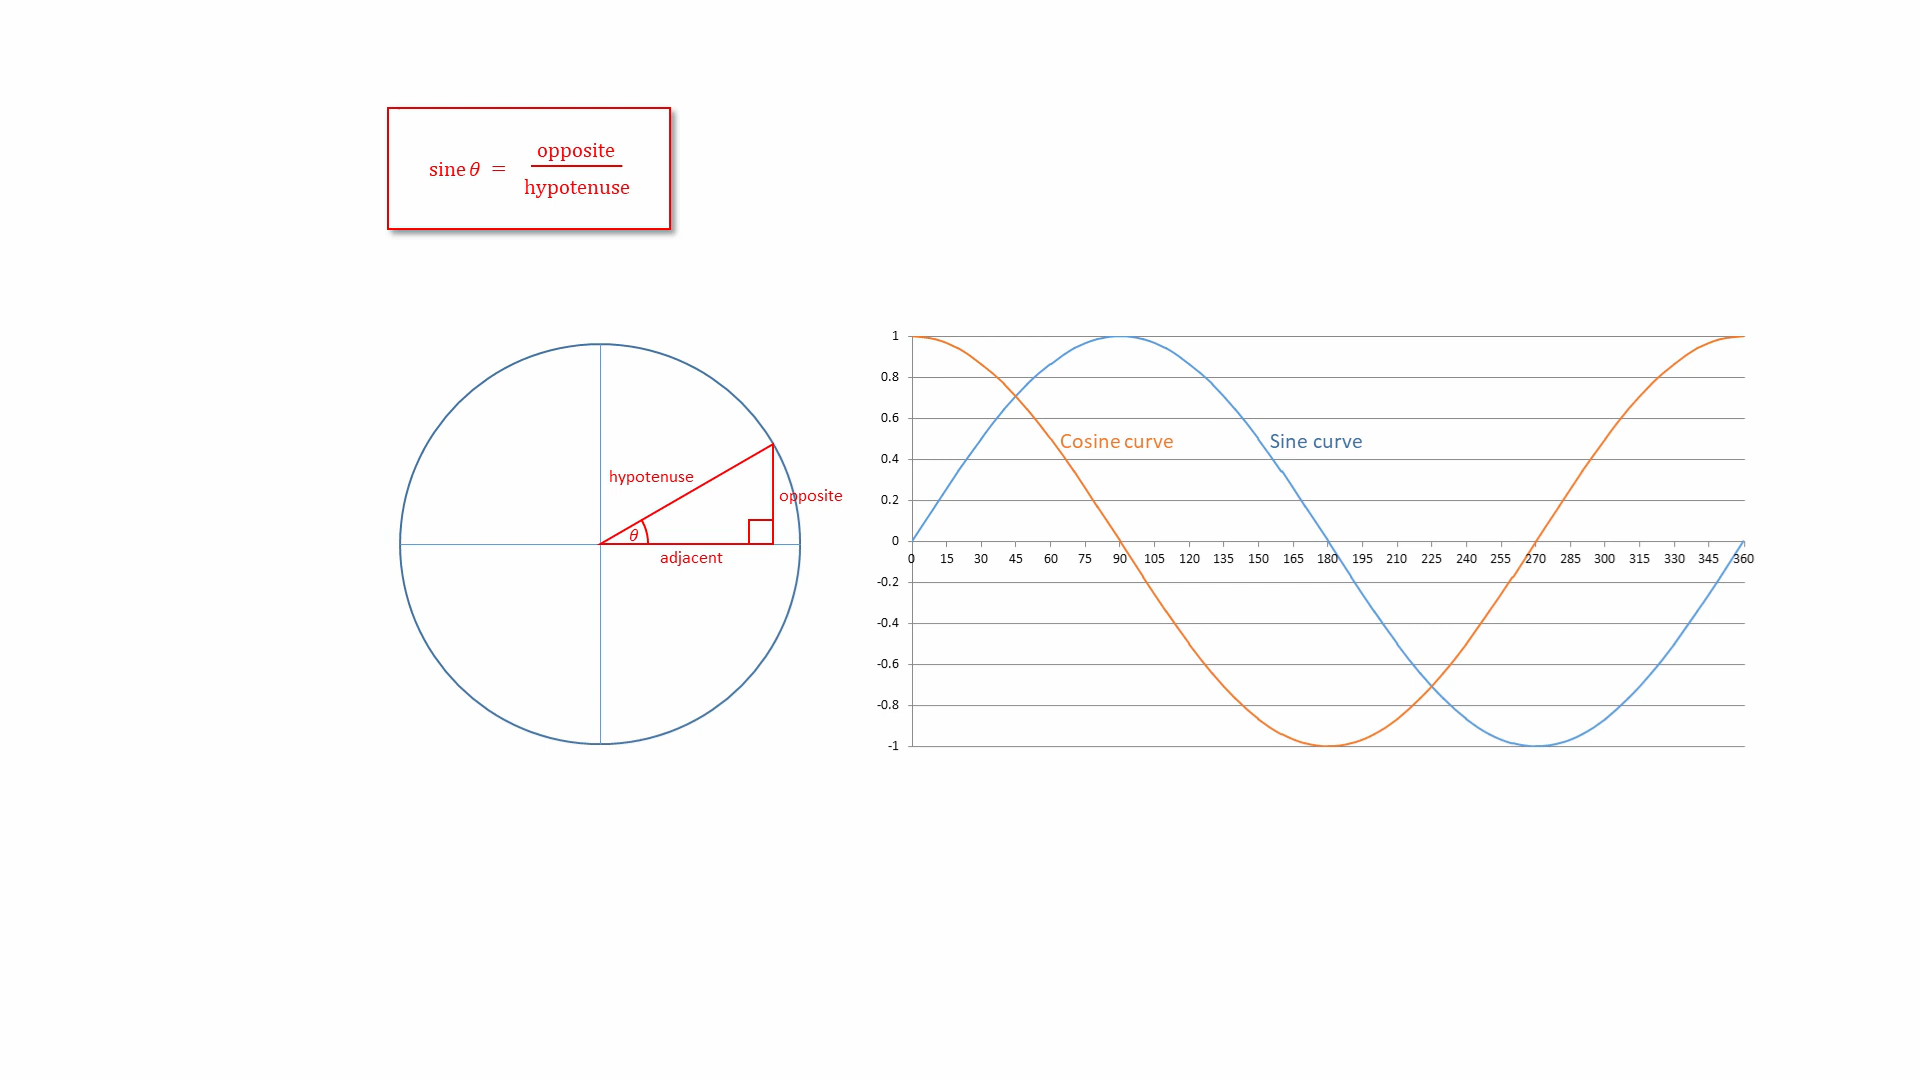 sine θ = opposite
hypotenuse
hypotenuse
opposite
θ
adjacent
1
0.8
0.6
0.4
0.2
0
-0.2
-0.4
-0.6
-0.8
-1
Cosine curve
Sine curve
0 15 30 45 60 75 90 105 120 135 150 165 180 195 210 225 240 255 270 285 300 315 330 345 360